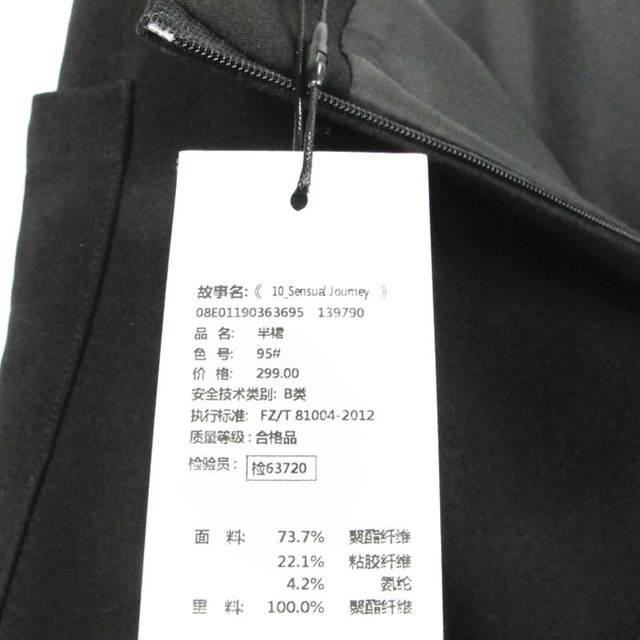 故事名:《 10_Sensual Journey 》
08E01190363695 139790
品 名: 半裙
色 号: 95#
价 格: 299.00
安全技术类别: B类
执行标准: FZ/T 81004-2012
质量等级: 合格品
检验员: 检63720
面 料: 73.7% 聚酯纤维
22.1% 粘胶纤维
4.2% 氨纶
里 料: 100.0% 聚酯纤维